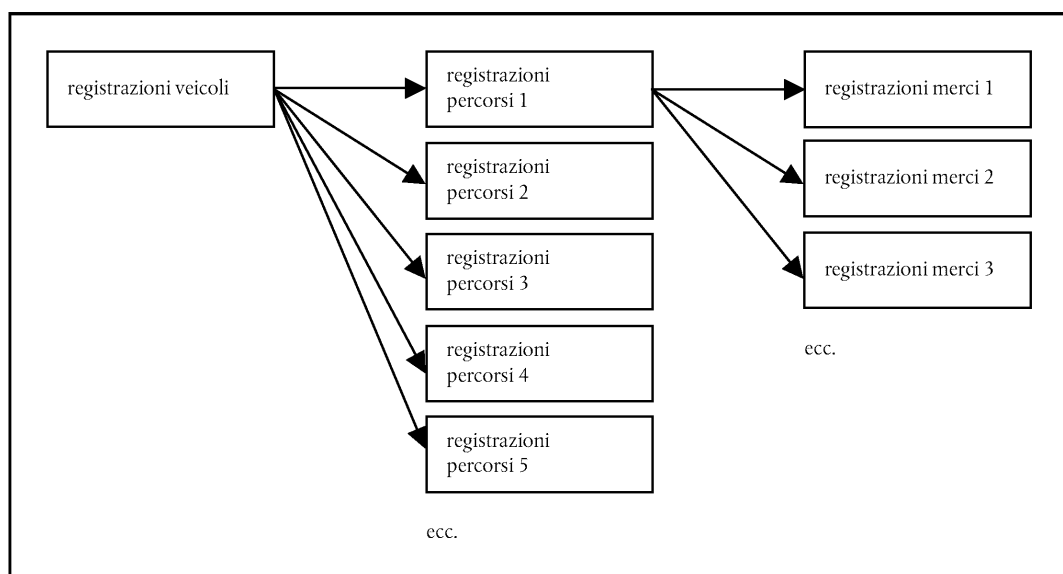 registrazioni veicoli
registrazioni
percorsi 1
registrazioni
percorsi 2
registrazioni
percorsi 3
registrazioni
percorsi 4
registrazioni
percorsi 5
ecc.
registrazioni merci 1
registrazioni merci 2
registrazioni merci 3
ecc.